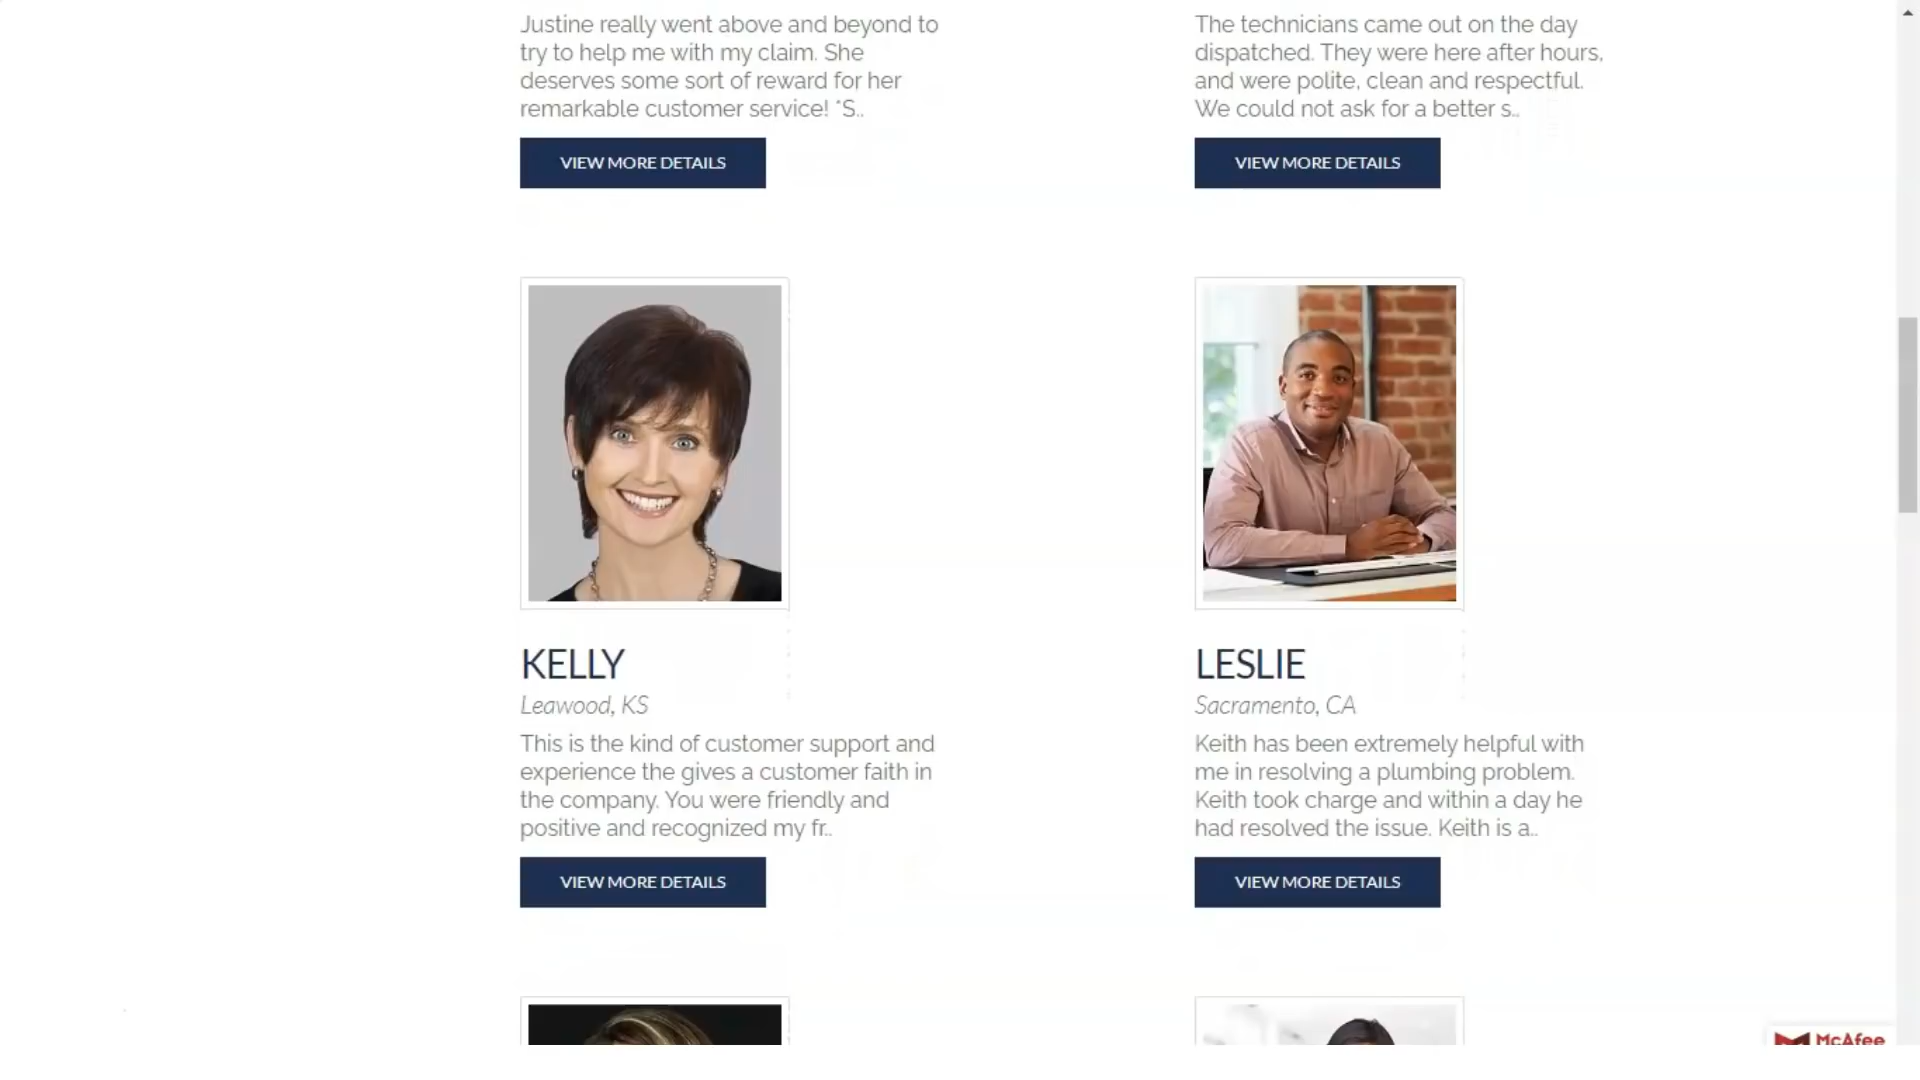 Justine really went above and beyond to
try to help me with my claim. She
deserves some sort of reward for her
remarkable customer service! *S..
VIEW MORE DETAILS
The technicians came out on the day
dispatched. They were here after hours,
and were polite, clean and respectful.
We could not ask for a better s..
VIEW MORE DETAILS
KELLY
Leawood, KS
This is the kind of customer support and
experience the gives a customer faith in
the company. You were friendly and
positive and recognized my fr..
VIEW MORE DETAILS
LESLIE
Sacramento, CA
Keith has been extremely helpful with
me in resolving a plumbing problem.
Keith took charge and within a day he
had resolved the issue. Keith is a..
VIEW MORE DETAILS
McAfee